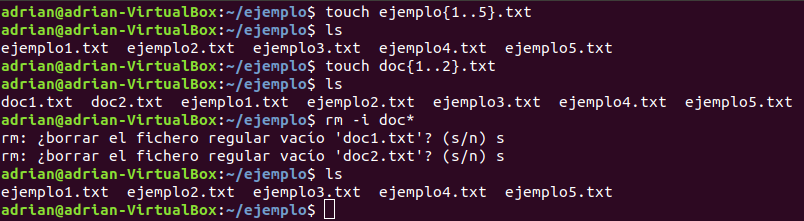 adrian@adrian-VirtualBox:~/ejemplo$ touch ejemplo{1..5}.txt
adrian@adrian-VirtualBox:~/ejemplo$ ls
ejemplo1.txt  ejemplo2.txt  ejemplo3.txt  ejemplo4.txt  ejemplo5.txt
adrian@adrian-VirtualBox:~/ejemplo$ touch doc{1..2}.txt
adrian@adrian-VirtualBox:~/ejemplo$ ls
doc1.txt  doc2.txt  ejemplo1.txt  ejemplo2.txt  ejemplo3.txt  ejemplo4.txt  ejemplo5.txt
adrian@adrian-VirtualBox:~/ejemplo$ rm -i doc*
rm: ¿borrar el fichero regular vacío 'doc1.txt'? (s/n) s
rm: ¿borrar el fichero regular vacío 'doc2.txt'? (s/n) s
adrian@adrian-VirtualBox:~/ejemplo$ ls
ejemplo1.txt  ejemplo2.txt  ejemplo3.txt  ejemplo4.txt  ejemplo5.txt
adrian@adrian-VirtualBox:~/ejemplo$